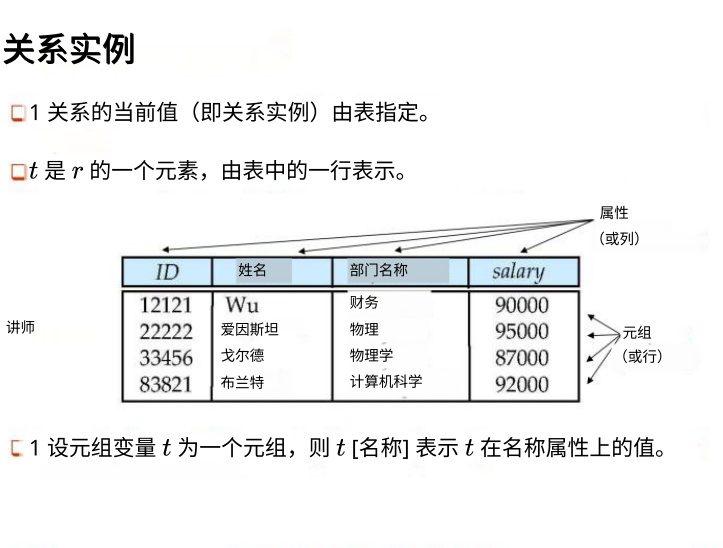 关系实例
1 关系的当前值（即关系实例）由表指定。
t 是 r 的一个元素，由表中的一行表示。
属性
（或列）
ID 姓名 部门名称 salary
12121 Wu 财务 90000
讲师
22222 爱因斯坦 物理 95000
元组
33456 戈尔德 物理学 87000
（或行）
83821 布兰特 计算机科学 92000
1 设元组变量 t 为一个元组，则 t [名称] 表示 t 在名称属性上的值。